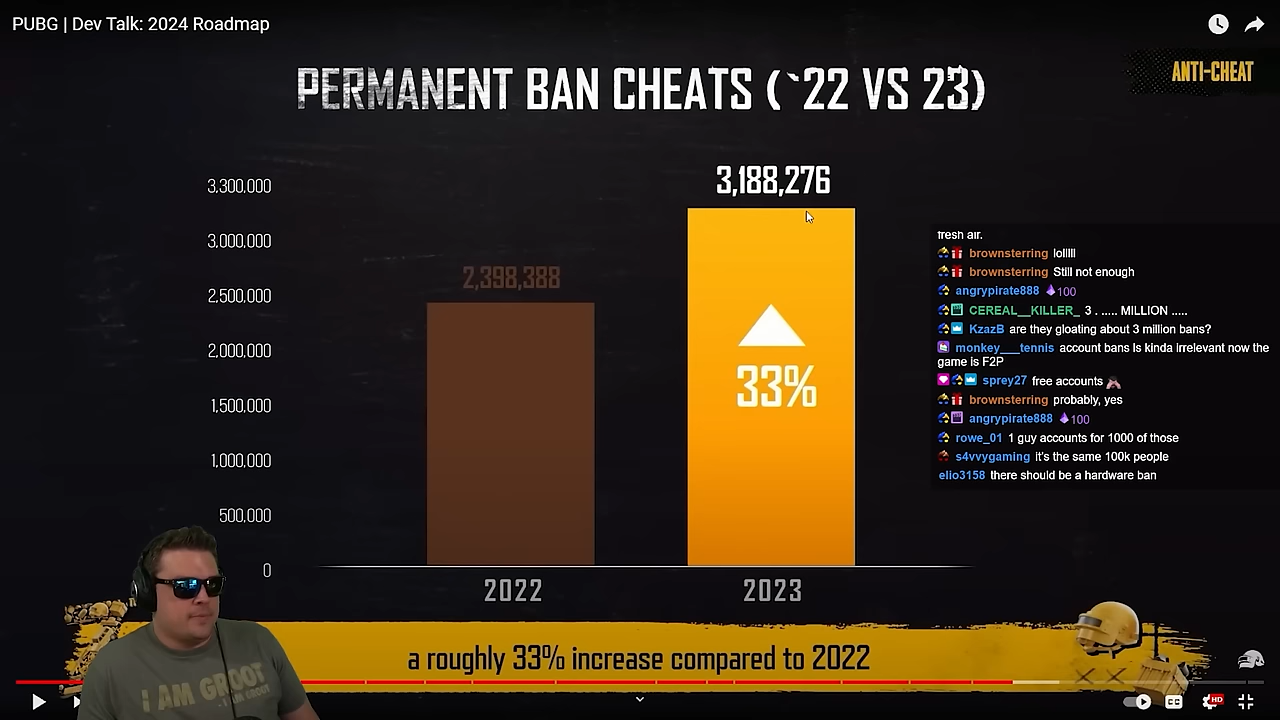 PUBG | Dev Talk: 2024 Roadmap
ANTI-CHEAT
PERMANENT BAN CHEATS (`22 VS 23)
3,300,000
3,000,000
2,500,000
2,000,000
1,500,000
1,000,000
500,000
0
2,398,388
3,188,276
33%
2022
2023
fresh air.
brownsterring lolllll
brownsterring Still not enough
angrypirate888 100
CEREAL__KILLER_ 3 . ..... MILLION .....
KzazB are they gloating about 3 million bans?
monkey___tennis account bans is kinda irrelevant now the
game is F2P
sprey27 free accounts
brownsterring probably, yes
angrypirate888 100
rowe_01 1 guy accounts for 1000 of those
s4vvygaming it's the same 100k people
elio3158 there should be a hardware ban
I AM GROOT
a roughly 33% increase compared to 2022
CC
HD